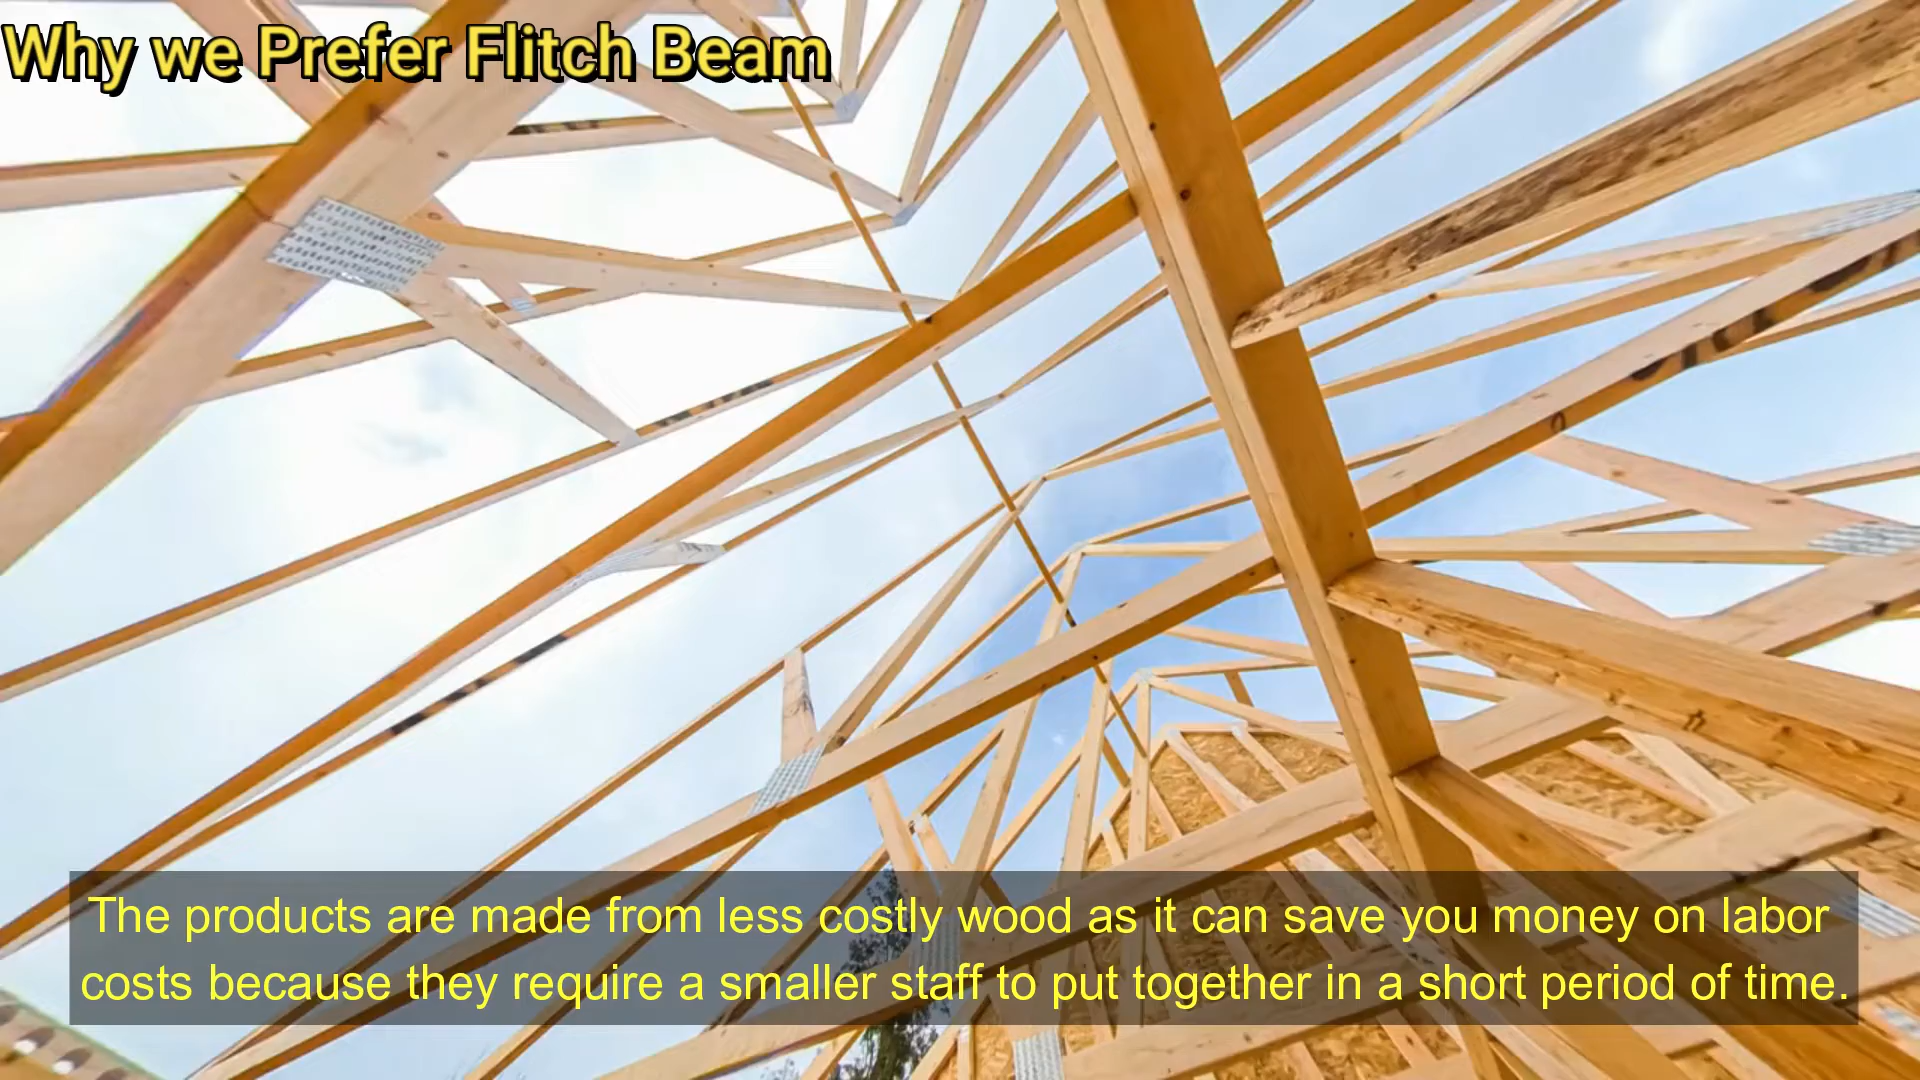 Why we Prefer Flitch Beam
The products are made from less costly wood as it can save you money on labor
costs because they require a smaller staff to put together in a short period of time.